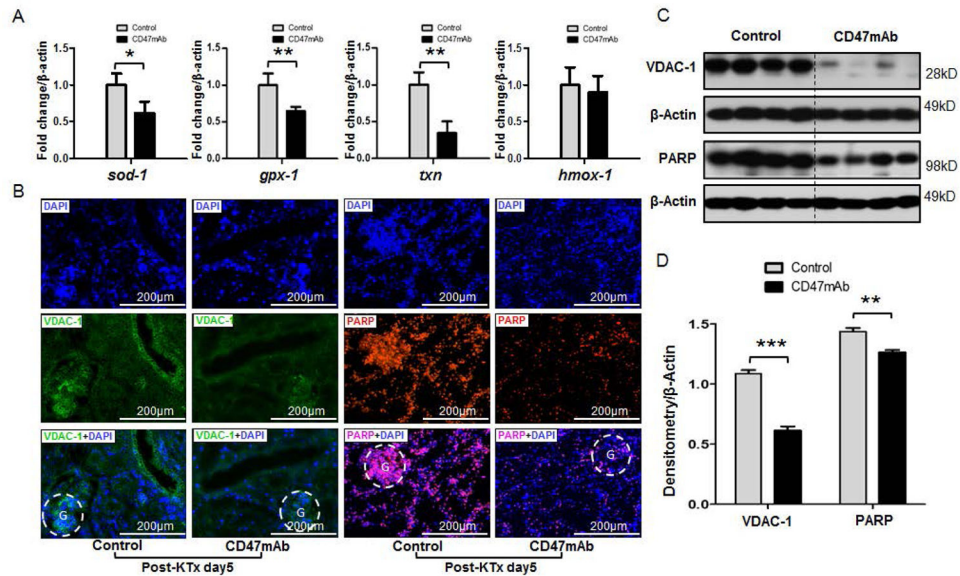 A
Control
CD47mAb
Control
CD47mAb
Control
CD47mAb
Control
CD47mAb
Fold change/β-actin
1.5
1.0
0.5
0.0
*
sod-1
Fold change/β-actin
1.5
1.0
0.5
0.0
**
gpx-1
Fold change/β-actin
1.5
1.0
0.5
0.0
**
txn
Fold change/β-actin
1.5
1.0
0.5
0.0
hmox-1
B
DAPI DAPI DAPI DAPI
200μm 200μm 200μm 200μm
VDAC-1 VDAC-1 PARP PARP
200μm 200μm 200μm 200μm
VDAC-1+DAPI VDAC-1+DAPI PARP+DAPI PARP+DAPI
G G G G
200μm 200μm 200μm 200μm
Control CD47mAb Control CD47mAb
Post-KTx day5 Post-KTx day5
C
Control CD47mAb
VDAC-1 28kD
β-Actin 49kD
PARP 98kD
β-Actin 49kD
D
Control
CD47mAb
Densitometry/β-Actin
1.5
1.0
0.5
0.0
***
**
VDAC-1 PARP